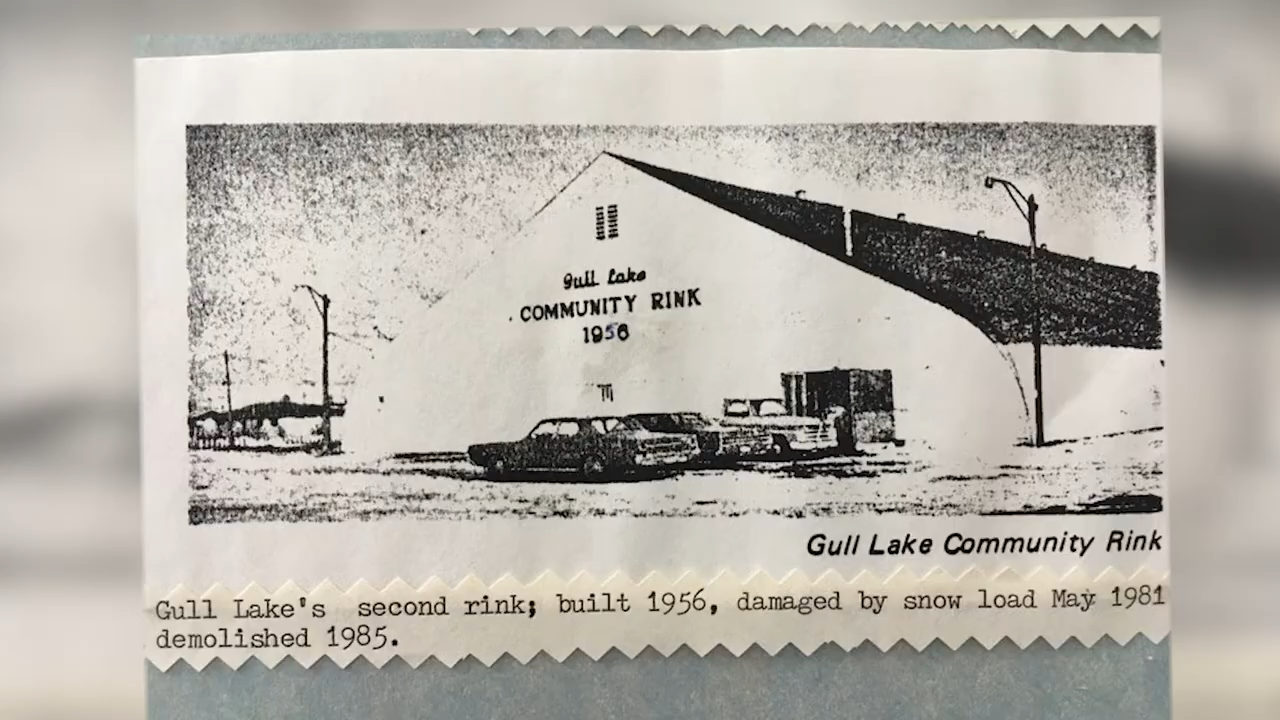 Gull Lake
COMMUNITY RINK
1956
Gull Lake Community Rink
Gull Lake's second rink; built 1956, damaged by snow load May 1981
demolished 1985.